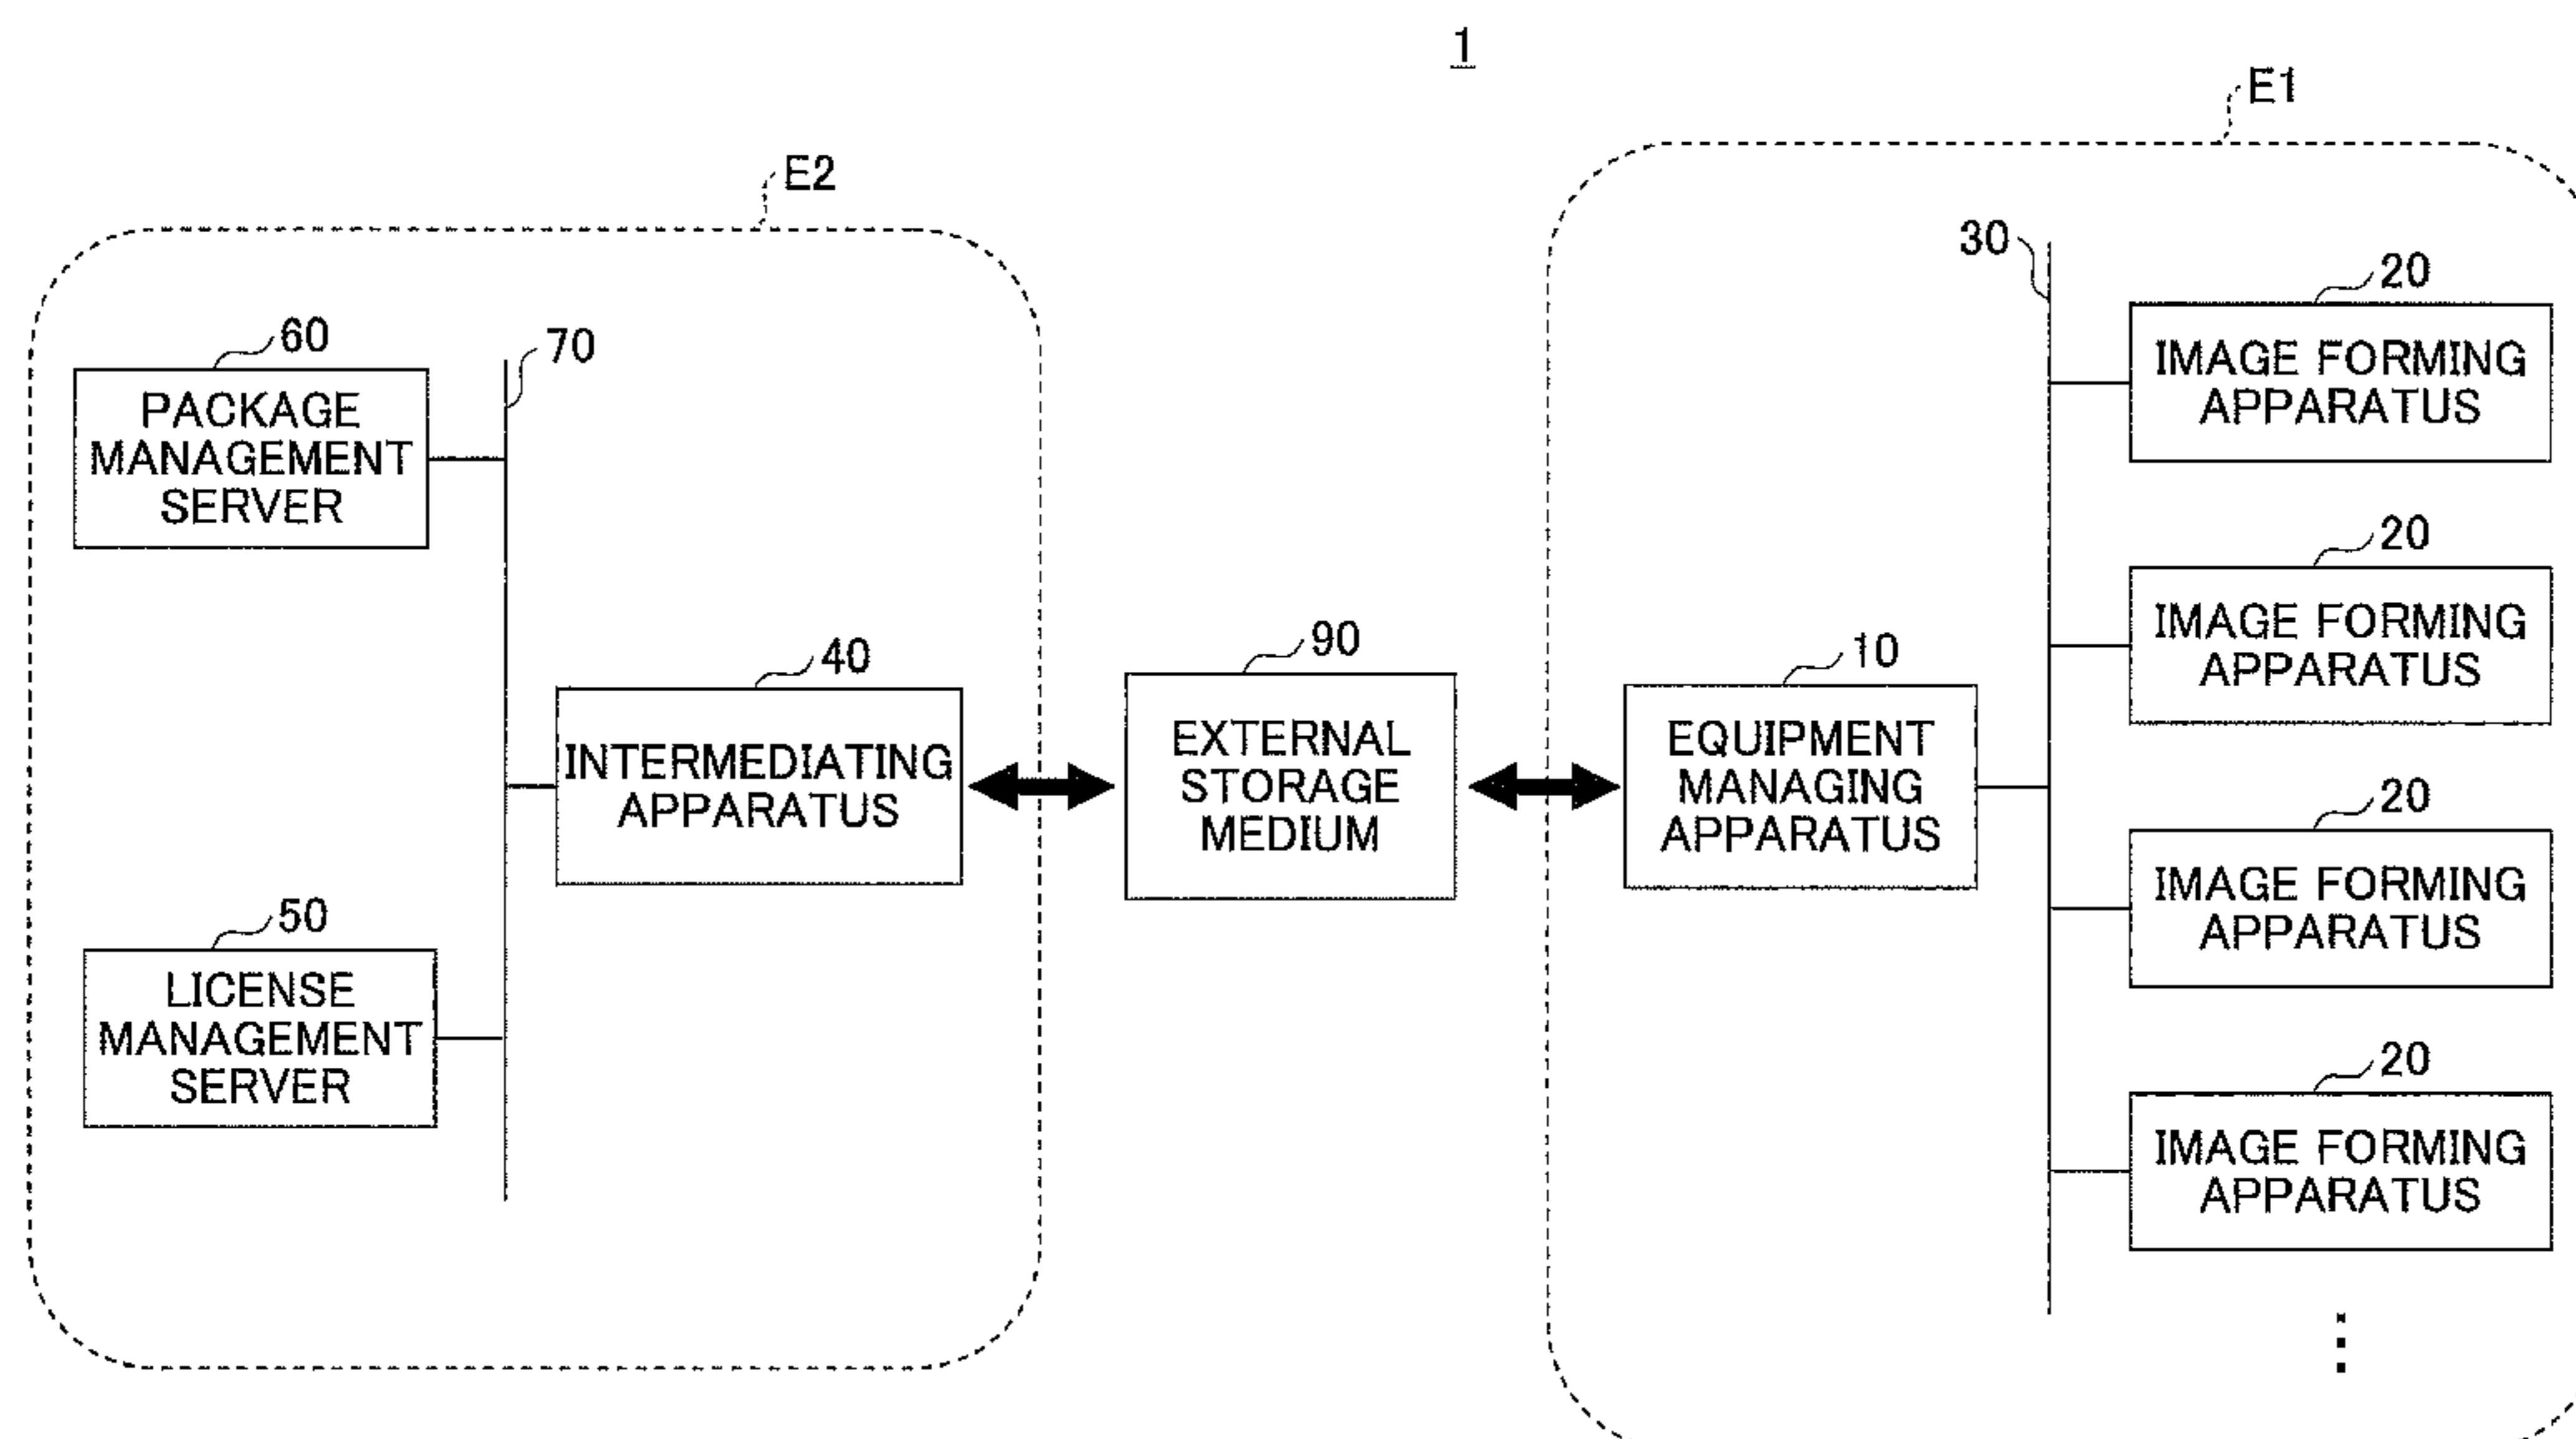 1
E1
E2
30
20
IMAGE FORMING
APPARATUS
60
70
PACKAGE
MANAGEMENT
SERVER
20
IMAGE FORMING
APPARATUS
40
INTERMEDIATING
APPARATUS
90
EXTERNAL
STORAGE
MEDIUM
10
EQUIPMENT
MANAGING
APPARATUS
20
IMAGE FORMING
APPARATUS
50
LICENSE
MANAGEMENT
SERVER
20
IMAGE FORMING
APPARATUS